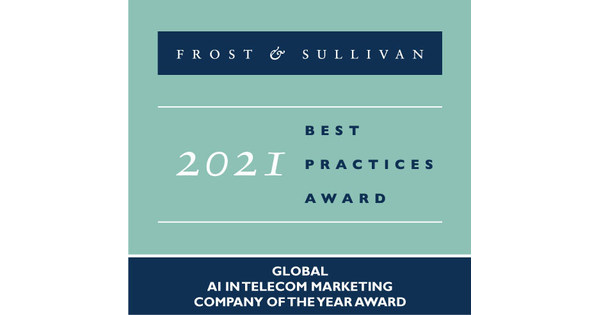 FROST & SULLIVAN
2021
BEST
PRACTICES
AWARD
GLOBAL
AI IN TELECOM MARKETING
COMPANY OF THE YEAR AWARD